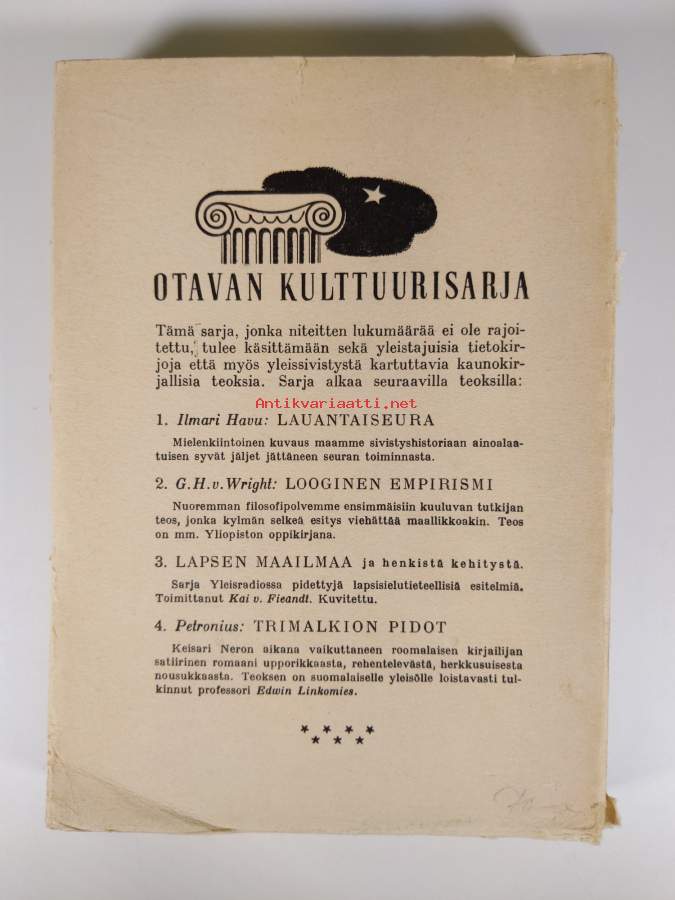 OTAVAN KULTTUURISARJA
Tämä sarja, jonka niteitten lukumäärää ei ole rajoi-
tettu, tulee käsittämään sekä yleistajuisia tietokir-
joja että myös yleissivistystä kartuttavia kaunokir-
jallisia teoksia. Sarja alkaa seuraavilla teoksilla:
Antikvariaatti.net
1. Ilmari Havu: LAUANTAISEURA
Mielenkiintoinen kuvaus maamme sivistyshistoriaan ainoalaa-
tuisen syvät jäljet jättäneen seuran toiminnasta.
2. G.H.v. Wright: LOOGINEN EMPIRISMI
Nuoremman filosofipolvemme ensimmäisiin kuuluvan tutkijan
teos, jonka kylmän selkeä esitys viehättää maallikkoakin. Teos
on mm. Yliopiston oppikirjana.
3. LAPSEN MAAILMAA ja henkistä kehitystä.
Sarja Yleisradiossa pidettyjä lapsisielutieteellisiä esitelmiä.
Toimittanut Kai v. Fieandt. Kuvitettu.
4. Petronius: TRIMALKION PIDOT
Keisari Neron aikana vaikuttaneen roomalaisen kirjailijan
satiirinen romaani upporikkaasta, rehentelevästä, herkkusuisesta
nousukkaasta. Teoksen on suomalaiselle yleisölle loistavasti tul-
kinnut professori Edwin Linkomies.